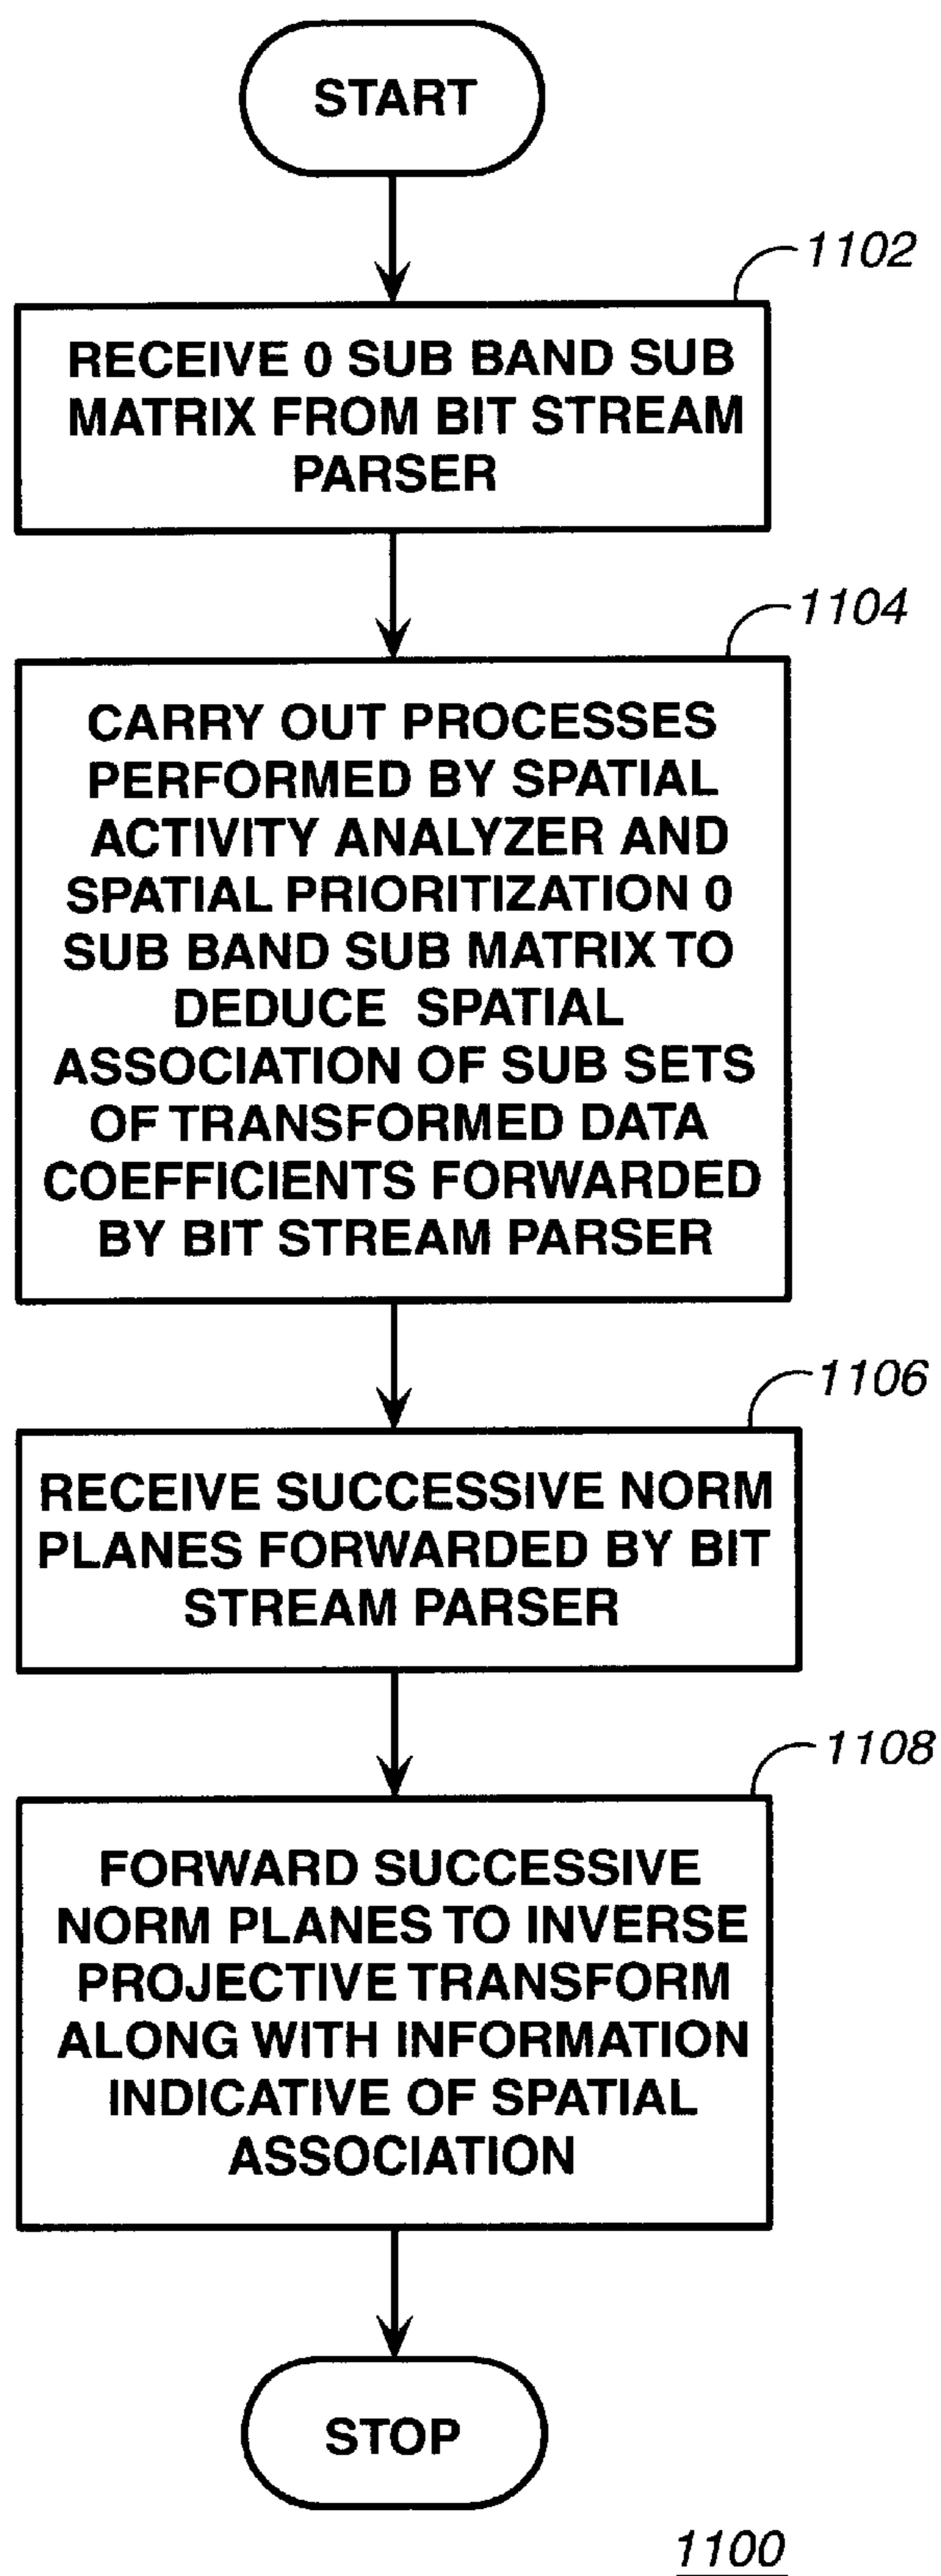 START
1102
RECEIVE 0 SUB BAND SUB
MATRIX FROM BIT STREAM
PARSER
1104
CARRY OUT PROCESSES
PERFORMED BY SPATIAL
ACTIVITY ANALYZER AND
SPATIAL PRIORITIZATION 0
SUB BAND SUB MATRIX TO
DEDUCE SPATIAL
ASSOCIATION OF SUB SETS
OF TRANSFORMED DATA
COEFFICIENTS FORWARDED
BY BIT STREAM PARSER
1106
RECEIVE SUCCESSIVE NORM
PLANES FORWARDED BY BIT
STREAM PARSER
1108
FORWARD SUCCESSIVE
NORM PLANES TO INVERSE
PROJECTIVE TRANSFORM
ALONG WITH INFORMATION
INDICATIVE OF SPATIAL
ASSOCIATION
STOP
1100